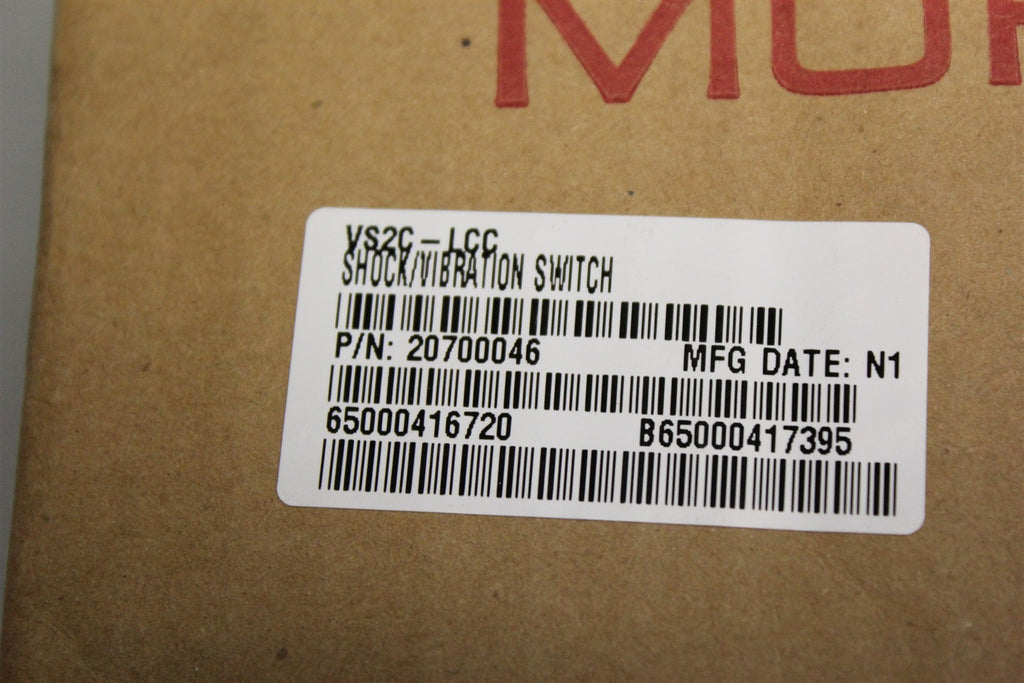 VS2C-LCC
SHOCK/VIBRATION SWITCH
P/N: 20700046 MFG DATE: N1
65000416720 B65000417395